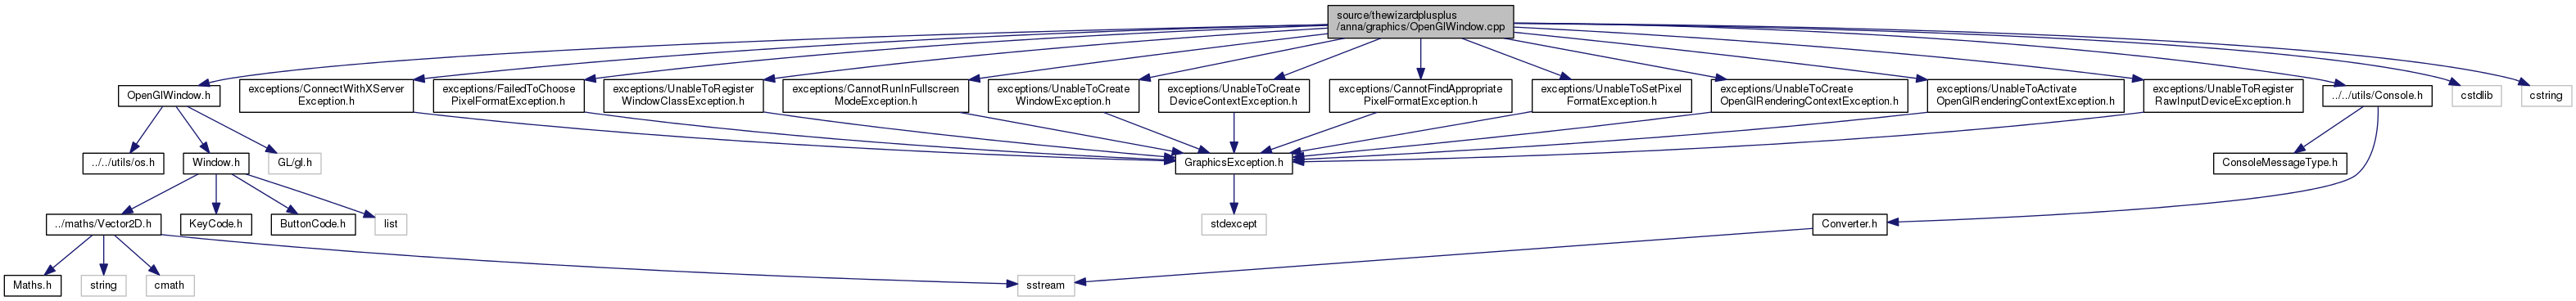 source/thewizardplusplus
/anna/graphics/OpenGlWindow.cpp
OpenGlWindow.h
exceptions/ConnectWithXServer
Exception.h
exceptions/FailedToChoose
PixelFormatException.h
exceptions/UnableToRegister
WindowClassException.h
exceptions/CannotRunInFullscreen
ModeException.h
exceptions/UnableToCreate
WindowException.h
exceptions/UnableToCreate
DeviceContextException.h
exceptions/CannotFindAppropriate
PixelFormatException.h
exceptions/UnableToSetPixel
FormatException.h
exceptions/UnableToCreate
OpenGlRenderingContextException.h
exceptions/UnableToActivate
OpenGlRenderingContextException.h
exceptions/UnableToRegister
RawInputDeviceException.h
../../utils/Console.h
cstdlib
cstring
../../utils/os.h
Window.h
GL/gl.h
GraphicsException.h
ConsoleMessageType.h
../maths/Vector2D.h
KeyCode.h
ButtonCode.h
list
stdexcept
Converter.h
Maths.h
string
cmath
sstream